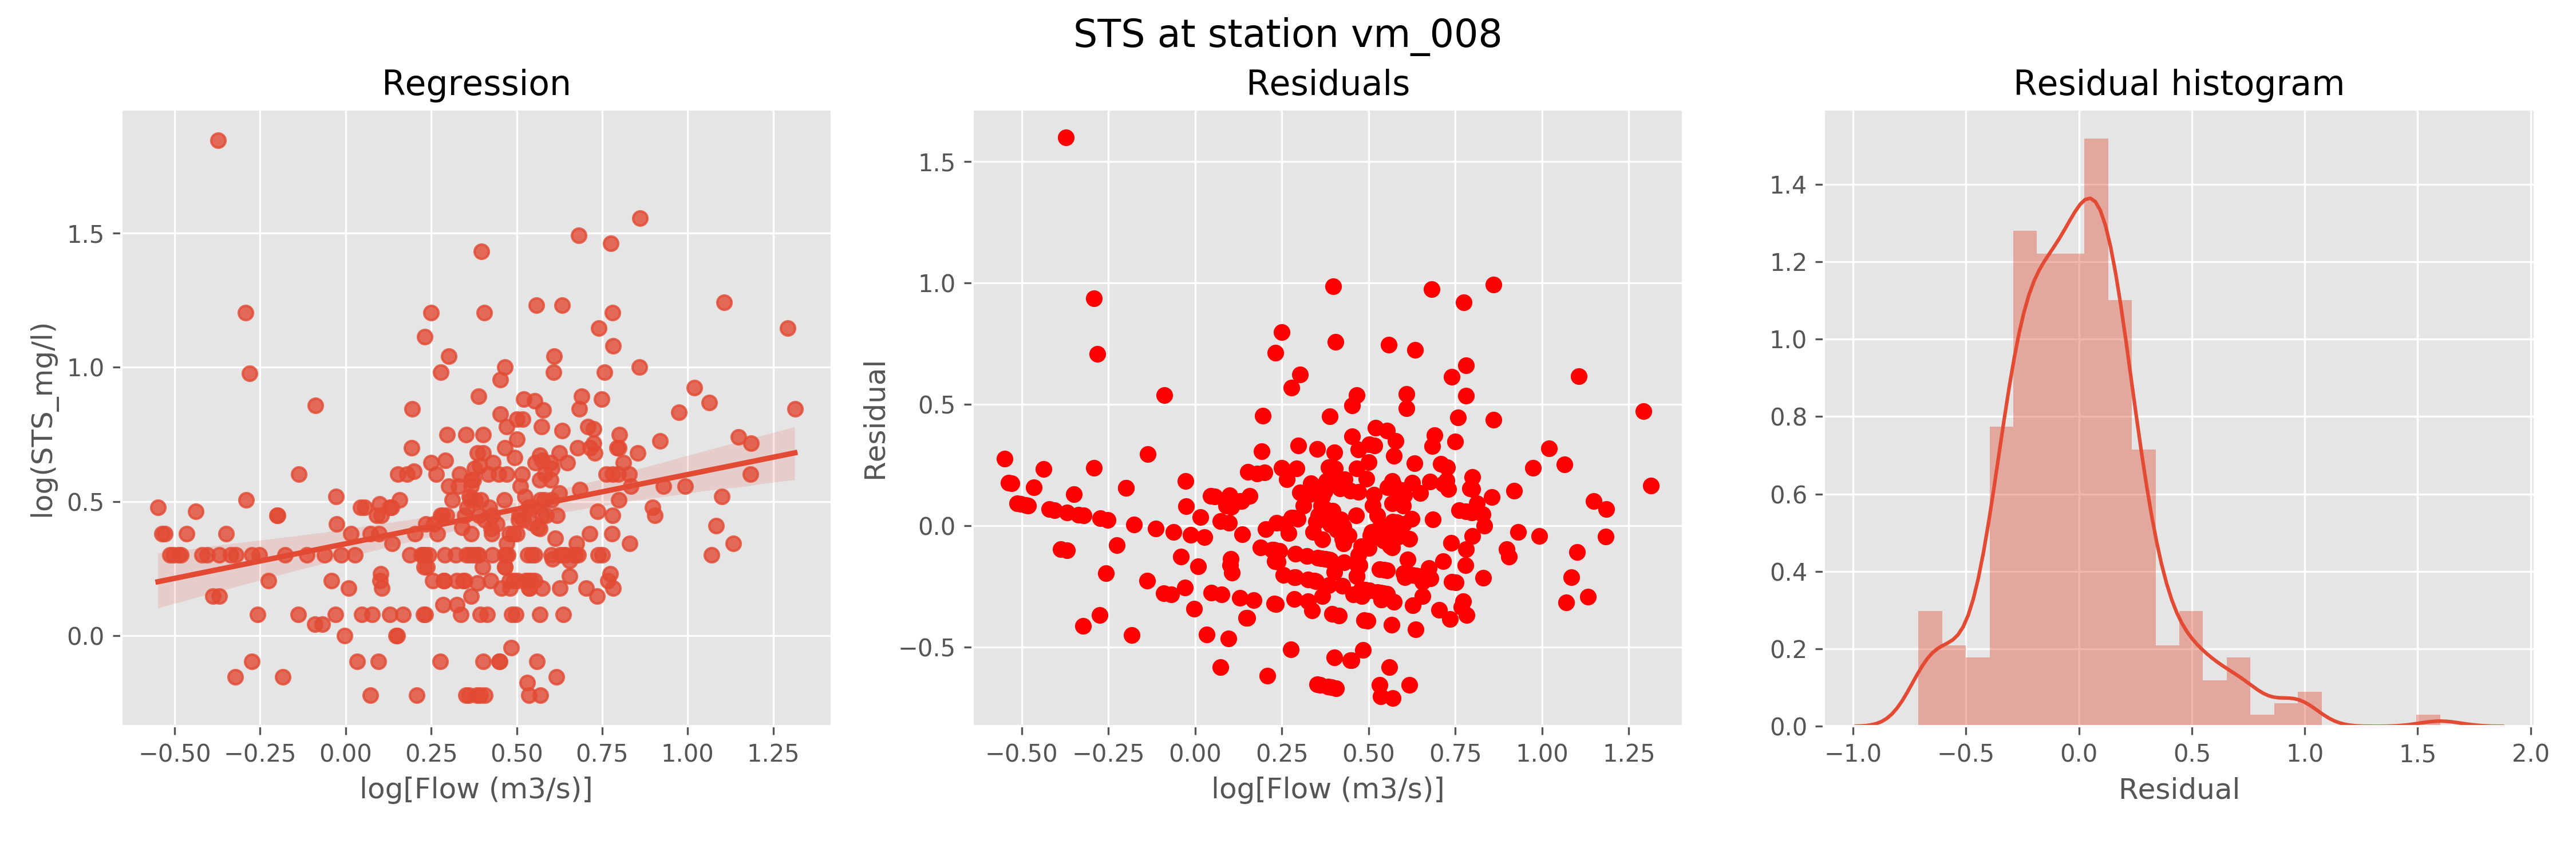 STS at station vm_008
Regression
log(STS_mg/l)
1.5
1.0
0.5
0.0
−0.50 −0.25 0.00 0.25 0.50 0.75 1.00 1.25
log[Flow (m3/s)]
Residuals
Residual
1.5
1.0
0.5
0.0
−0.5
−0.50 −0.25 0.00 0.25 0.50 0.75 1.00 1.25
log[Flow (m3/s)]
Residual histogram
1.4
1.2
1.0
0.8
0.6
0.4
0.2
0.0
−1.0 −0.5 0.0 0.5 1.0 1.5 2.0
Residual